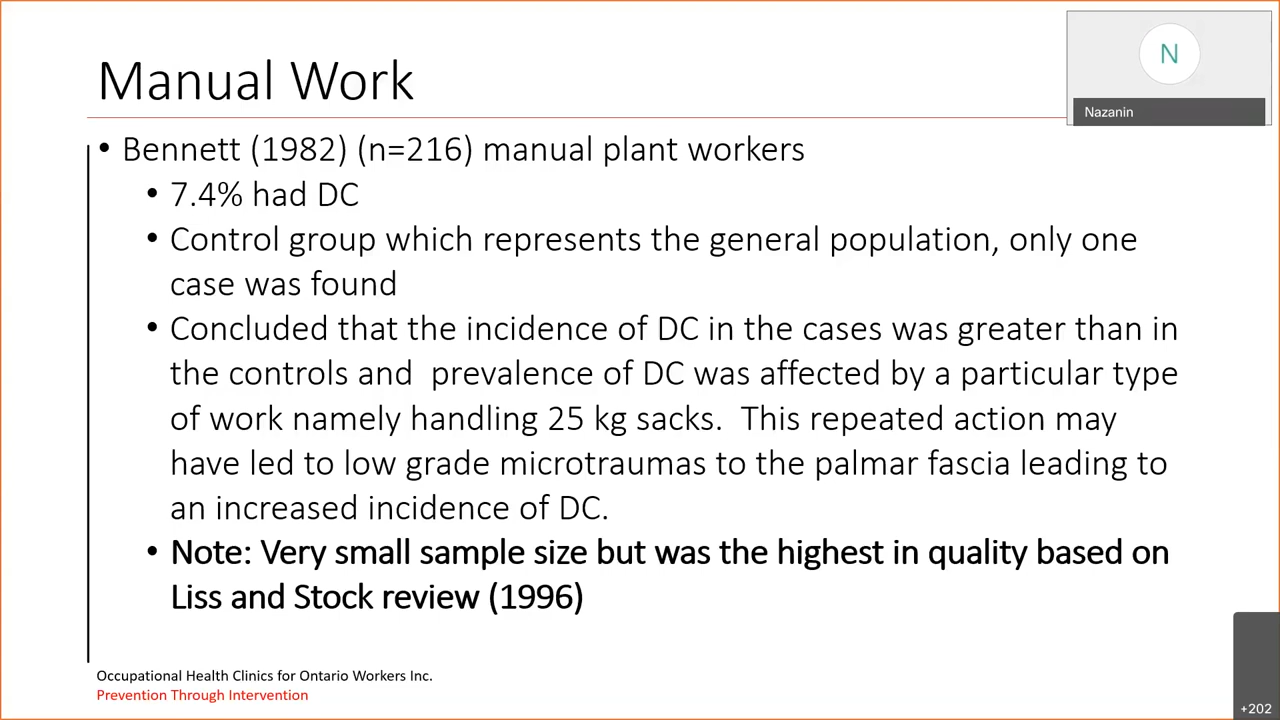 Manual Work
N
Nazanin
• Bennett (1982) (n=216) manual plant workers
• 7.4% had DC
• Control group which represents the general population, only one
case was found
• Concluded that the incidence of DC in the cases was greater than in
the controls and  prevalence of DC was affected by a particular type
of work namely handling 25 kg sacks.  This repeated action may
have led to low grade microtraumas to the palmar fascia leading to
an increased incidence of DC.
• Note: Very small sample size but was the highest in quality based on
Liss and Stock review (1996)
Occupational Health Clinics for Ontario Workers Inc.
Prevention Through Intervention
+202